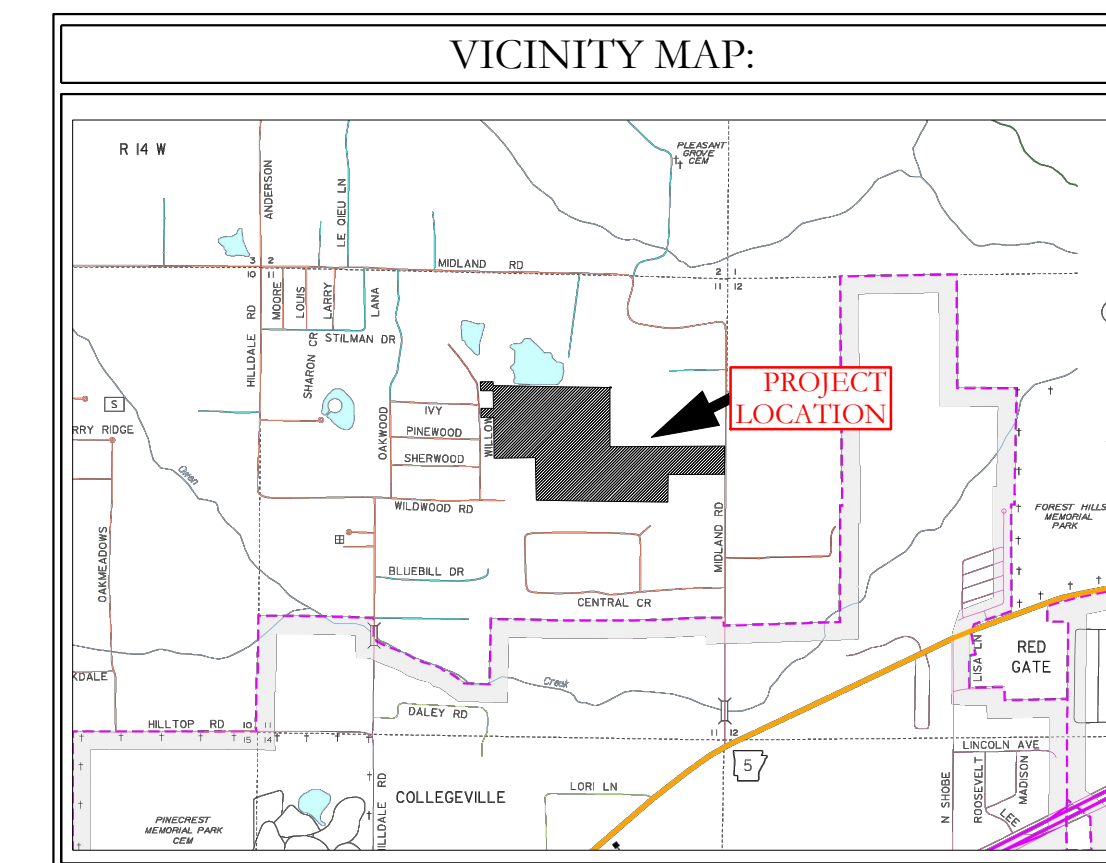 VICINITY MAP:
R 14 W
PLEASANT
GROVE
CEM
ANDERSON
LE QIEU LN
MIDLAND RD
3 2
10 11
2 1
11 12
HILLDALE RD
MOORE
LOUIS
LARRY
LANA
STILMAN DR
SHARON CR
S
RRY RIDGE
OAKWOOD
IVY
PINEWOOD
SHERWOOD
WILLOW
PROJECT
LOCATION
WILDWOOD RD
Owen
OAKMEADOWS
BLUEBILL DR
CENTRAL CR
MIDLAND RD
FOREST HILLS
MEMORIAL
PARK
LISA LN
RED
GATE
KDALE
Creek
DALEY RD
HILLTOP RD
10 11
15 14
11 12
5
LINCOLN AVE
LORI LN
COLLEGEVILLE
ILLDALE RD
N SHOBE
ROOSEVELT
MADISON
LEE
PINECREST
MEMORIAL PARK
CEM